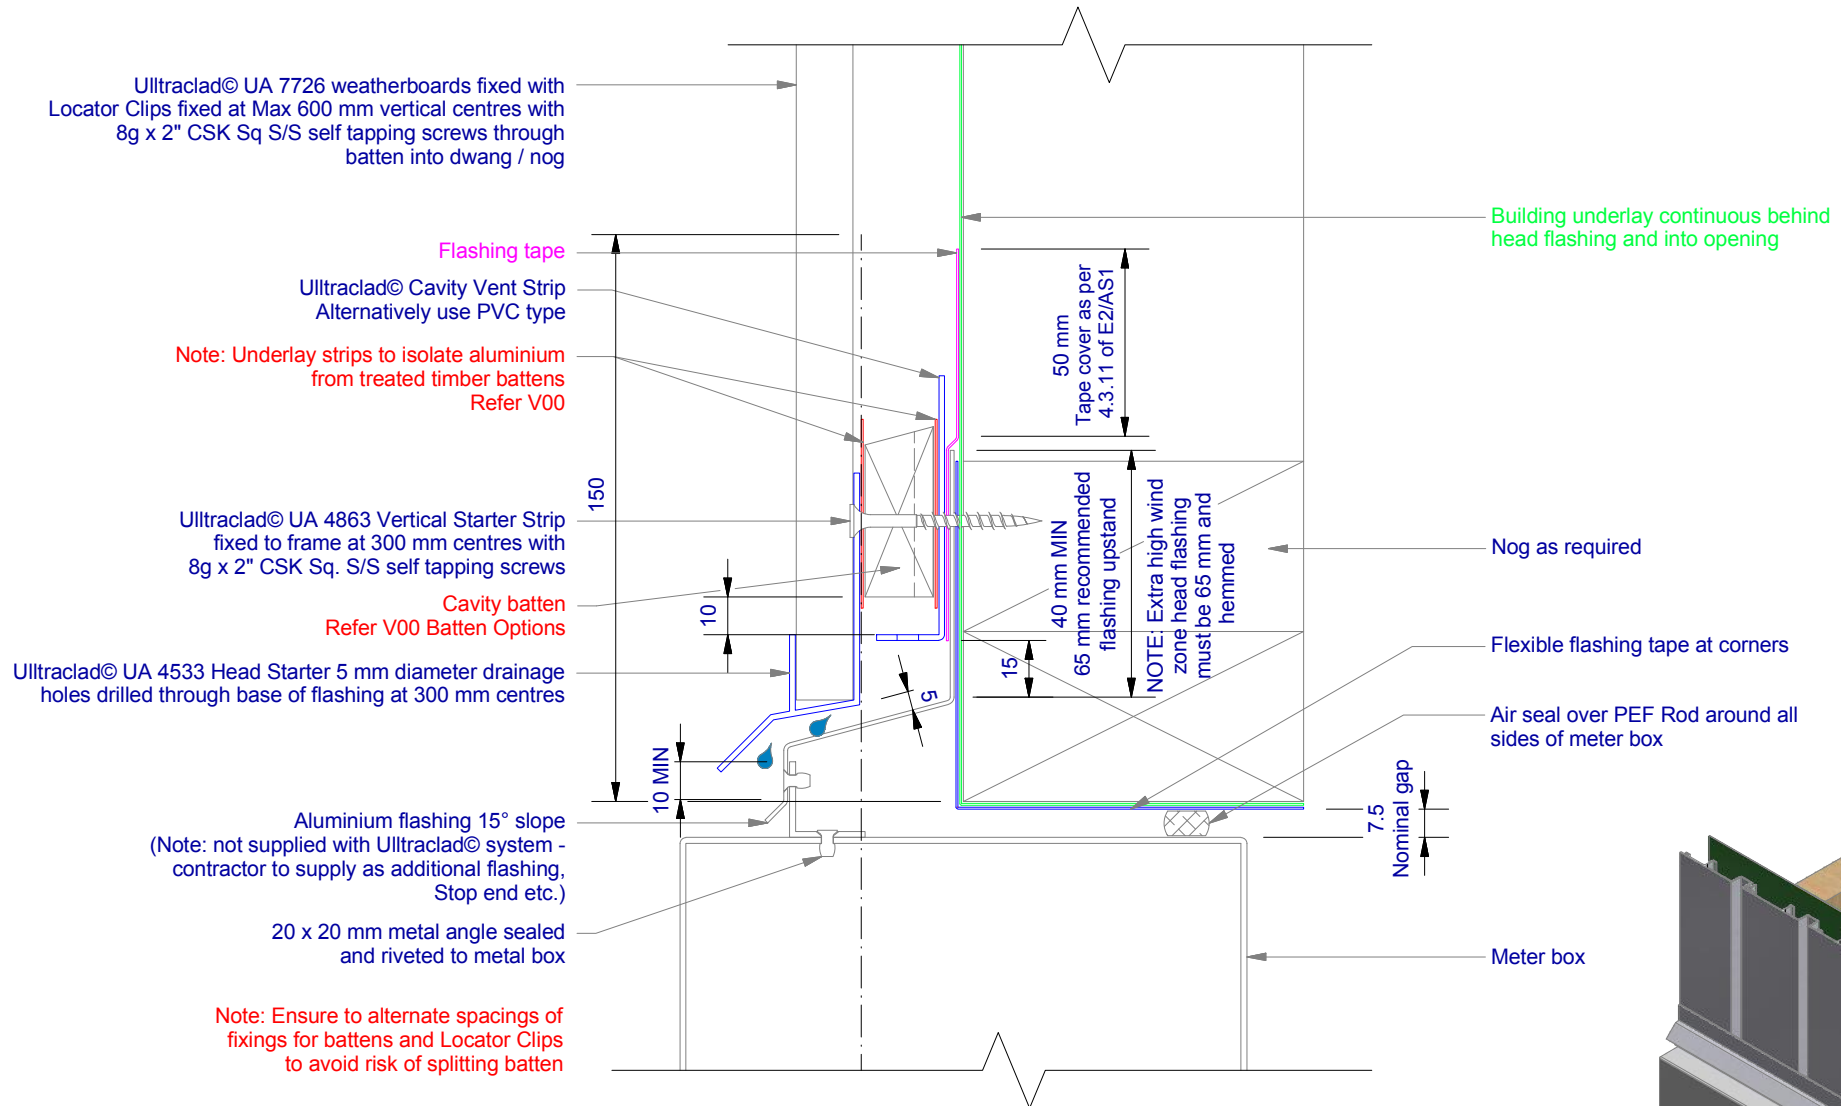 Ulltraclad© UA 7726 weatherboards fixed with
Locator Clips fixed at Max 600 mm vertical centres with
8g x 2" CSK Sq S/S self tapping screws through
batten into dwang / nog
Flashing tape
Ulltraclad© Cavity Vent Strip
Alternatively use PVC type
Note: Underlay strips to isolate aluminium
from treated timber battens
Refer V00
Ulltraclad© UA 4863 Vertical Starter Strip
fixed to frame at 300 mm centres with
8g x 2" CSK Sq. S/S self tapping screws
Cavity batten
Refer V00 Batten Options
Ulltraclad© UA 4533 Head Starter 5 mm diameter drainage
holes drilled through base of flashing at 300 mm centres
Aluminium flashing 15° slope
(Note: not supplied with Ulltraclad© system -
contractor to supply as additional flashing,
Stop end etc.)
20 x 20 mm metal angle sealed
and riveted to metal box
Note: Ensure to alternate spacings of
fixings for battens and Locator Clips
to avoid risk of splitting batten
150
10
10 MIN
5
15
50 mm
Tape cover as per
4.3.11 of E2/AS1
40 mm MIN
65 mm recommended
flashing upstand
NOTE: Extra high wind
zone head flashing
must be 65 mm and
hemmed
7.5
Nominal gap
Building underlay continuous behind
head flashing and into opening
Nog as required
Flexible flashing tape at corners
Air seal over PEF Rod around all
sides of meter box
Meter box